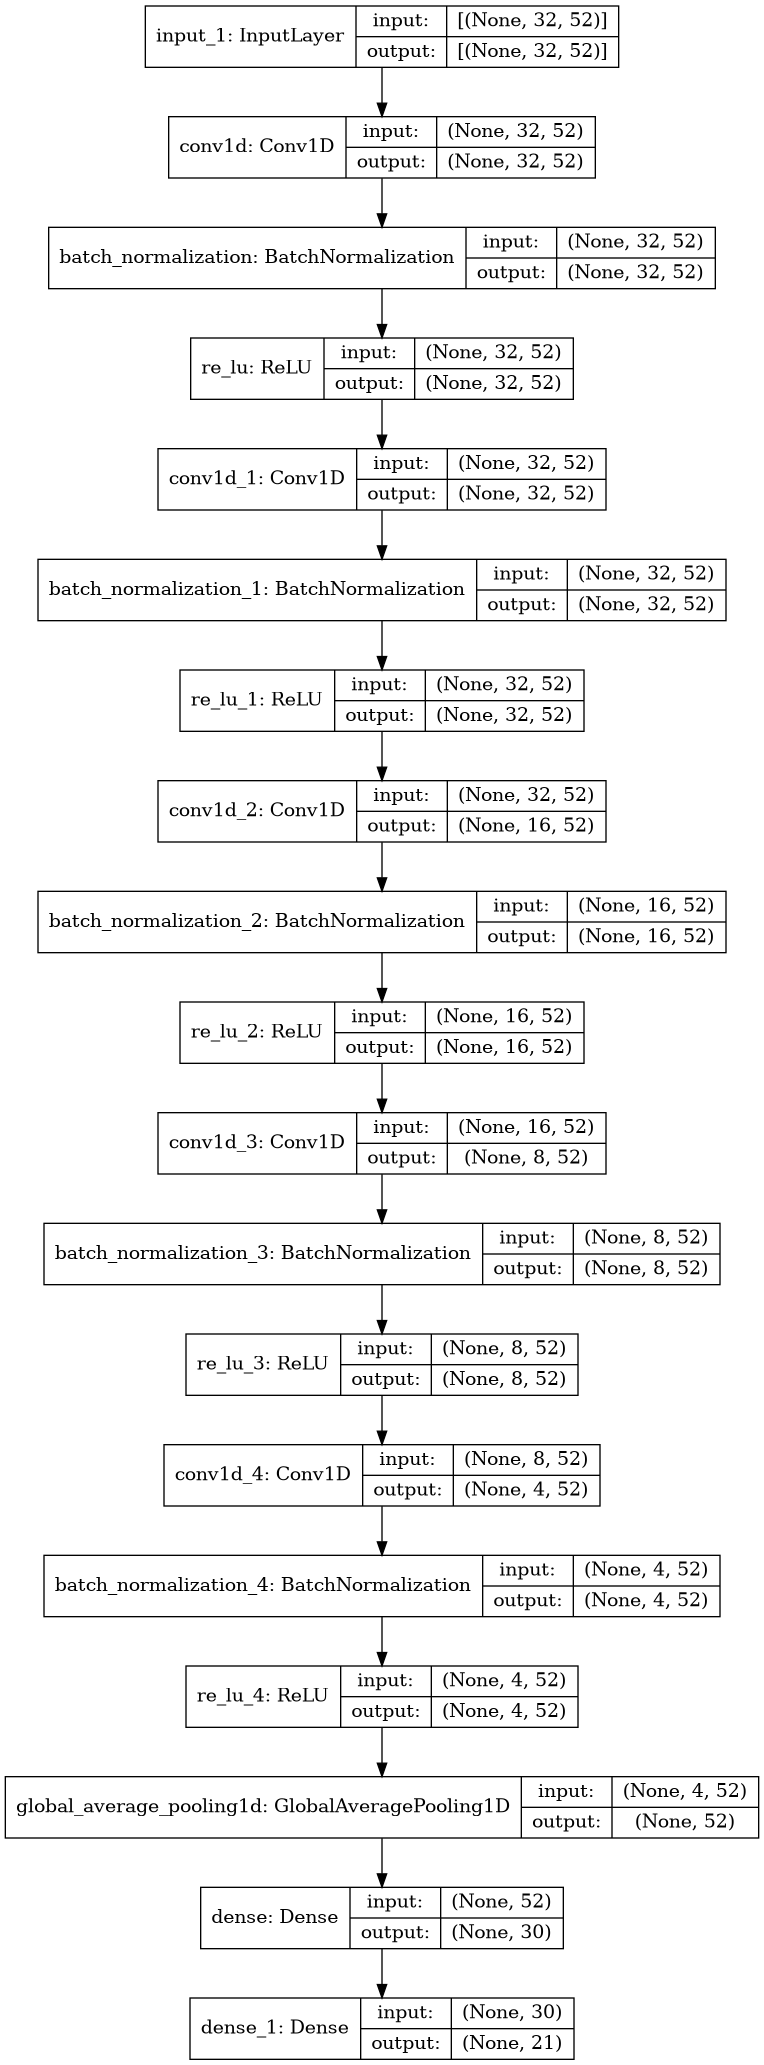 input_1: InputLayer
input: [(None, 32, 52)]
output: [(None, 32, 52)]
conv1d: Conv1D
input: (None, 32, 52)
output: (None, 32, 52)
batch_normalization: BatchNormalization
input: (None, 32, 52)
output: (None, 32, 52)
re_lu: ReLU
input: (None, 32, 52)
output: (None, 32, 52)
conv1d_1: Conv1D
input: (None, 32, 52)
output: (None, 32, 52)
batch_normalization_1: BatchNormalization
input: (None, 32, 52)
output: (None, 32, 52)
re_lu_1: ReLU
input: (None, 32, 52)
output: (None, 32, 52)
conv1d_2: Conv1D
input: (None, 32, 52)
output: (None, 16, 52)
batch_normalization_2: BatchNormalization
input: (None, 16, 52)
output: (None, 16, 52)
re_lu_2: ReLU
input: (None, 16, 52)
output: (None, 16, 52)
conv1d_3: Conv1D
input: (None, 16, 52)
output: (None, 8, 52)
batch_normalization_3: BatchNormalization
input: (None, 8, 52)
output: (None, 8, 52)
re_lu_3: ReLU
input: (None, 8, 52)
output: (None, 8, 52)
conv1d_4: Conv1D
input: (None, 8, 52)
output: (None, 4, 52)
batch_normalization_4: BatchNormalization
input: (None, 4, 52)
output: (None, 4, 52)
re_lu_4: ReLU
input: (None, 4, 52)
output: (None, 4, 52)
global_average_pooling1d: GlobalAveragePooling1D
input: (None, 4, 52)
output: (None, 52)
dense: Dense
input: (None, 52)
output: (None, 30)
dense_1: Dense
input: (None, 30)
output: (None, 21)